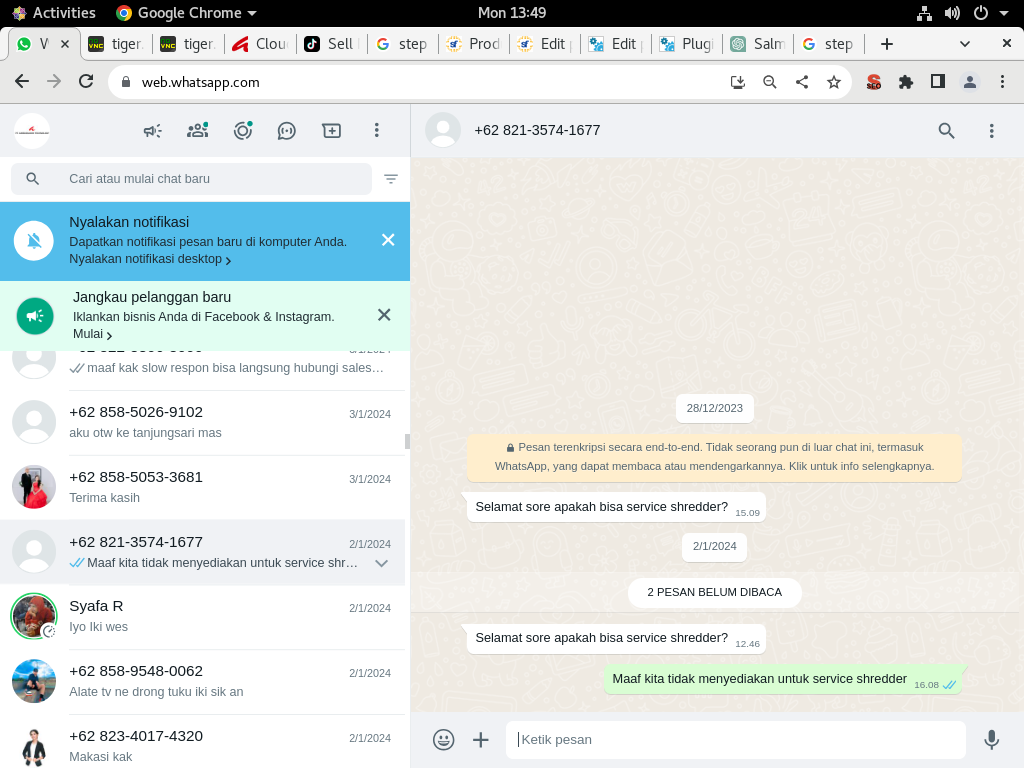 Activities
Google Chrome
Mon 13:49
W
tiger
tiger
Clou
Sell
step
Prod
Edit
Edit
Plugi
Salm
step
web.whatsapp.com
Cari atau mulai chat baru
Nyalakan notifikasi
Dapatkan notifikasi pesan baru di komputer Anda.
Nyalakan notifikasi desktop
Jangkau pelanggan baru
Iklankan bisnis Anda di Facebook & Instagram.
Mulai
maaf kak slow respon bisa langsung hubungi sales…
+62 858-5026-9102
3/1/2024
aku otw ke tanjungsari mas
+62 858-5053-3681
3/1/2024
Terima kasih
+62 821-3574-1677
2/1/2024
Maaf kita tidak menyediakan untuk service shr…
Syafa R
2/1/2024
Iyo Iki wes
+62 858-9548-0062
2/1/2024
Alate tv ne drong tuku iki sik an
+62 823-4017-4320
2/1/2024
Makasi kak
+62 821-3574-1677
28/12/2023
Pesan terenkripsi secara end-to-end. Tidak seorang pun di luar chat ini, termasuk
WhatsApp, yang dapat membaca atau mendengarkannya. Klik untuk info selengkapnya.
Selamat sore apakah bisa service shredder? 15.09
2/1/2024
2 PESAN BELUM DIBACA
Selamat sore apakah bisa service shredder? 12.46
Maaf kita tidak menyediakan untuk service shredder 16.08
Ketik pesan